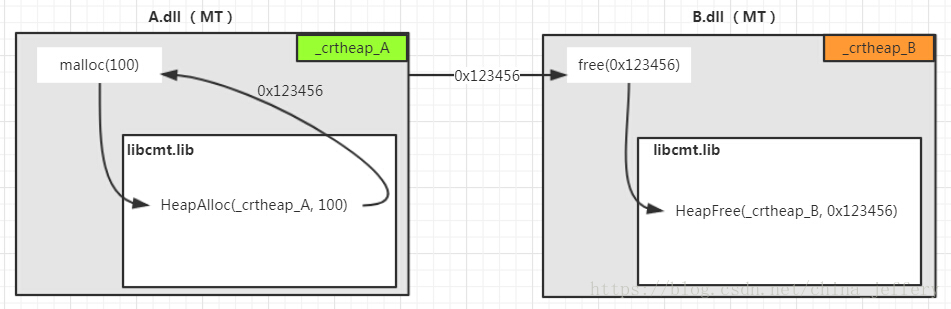 A.dll （MT）
_crtheap_A
malloc(100)
0x123456
libcmt.lib
HeapAlloc(_crtheap_A, 100)
0x123456
B.dll （MT）
_crtheap_B
free(0x123456)
libcmt.lib
HeapFree(_crtheap_B, 0x123456)
https://blog.csdn.net/china_jeffery